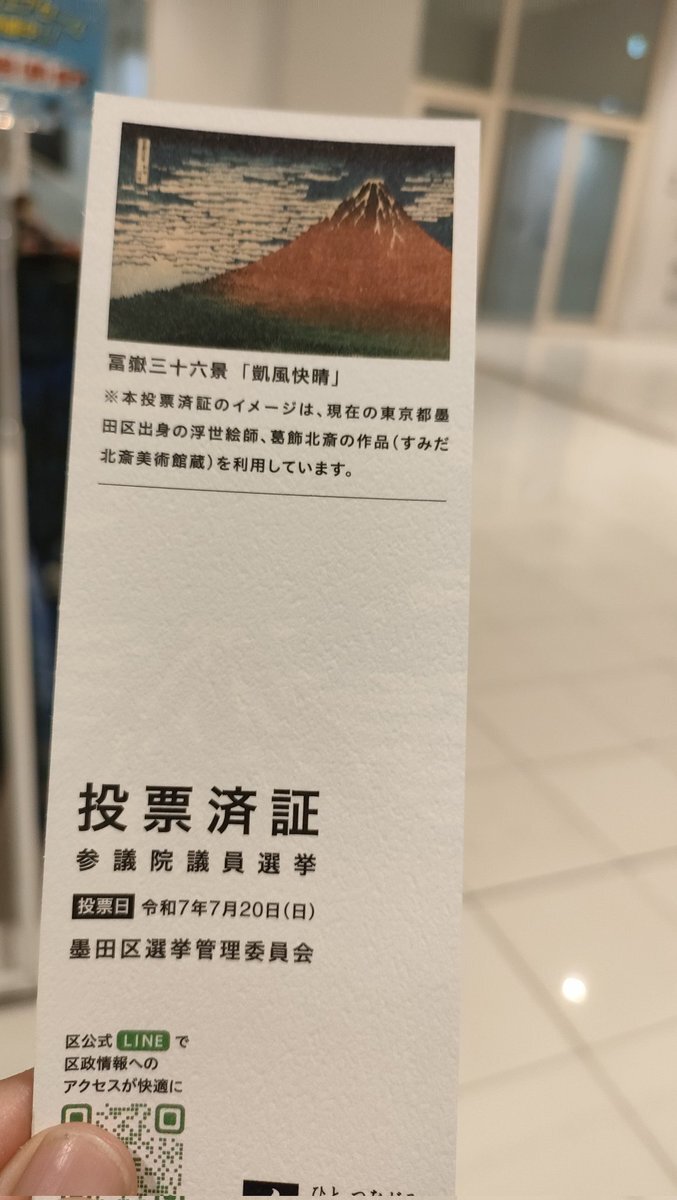 冨嶽三十六景「凱風快晴」
※本投票済証のイメージは、現在の東京都墨
田区出身の浮世絵師、葛飾北斎の作品(すみだ
北斎美術館蔵)を利用しています。
投票済証
参議院議員選挙
投票日 令和7年7月20日(日)
墨田区選挙管理委員会
区公式 LINE で
区政情報への
アクセスが快適に